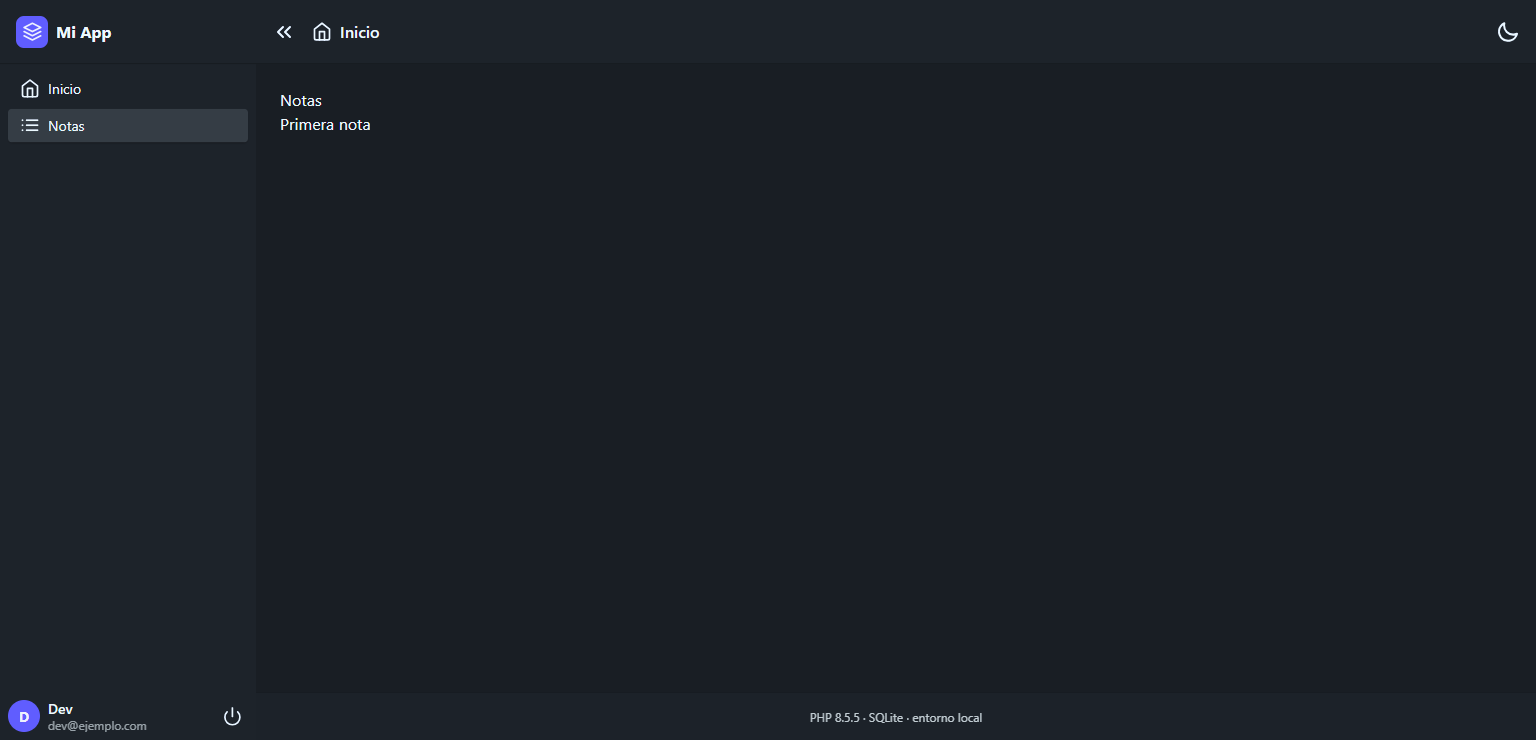 Mi App
Inicio
Inicio
Notas
Notas
Primera nota
D
Dev
dev@ejemplo.com
PHP 8.5.5 · SQLite · entorno local